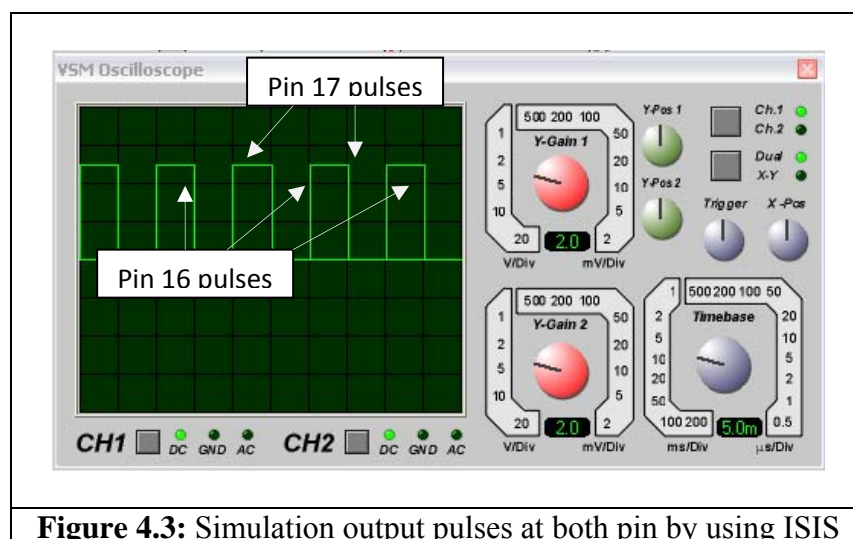 VSM Oscilloscope
Pin 17 pulses
Pin 16 pulses
500 200 100
1
50
Y-Gain 1
2
20
5
10
10
5
20
2.0
2
V/Div
mV/Div
Y-Pos 1
Y-Pos 2
Ch.1
Ch.2
Dual
X-Y
Trigger
X-Pos
500 200 100
1
50
Y-Gain 2
2
20
5
10
10
5
20
2.0
2
V/Div
mV/Div
1
500 200 100 50
2
Timebase
20
5
10
10
5
20
2
50
1
100 200
5.0m
0.5
ms/Div
µs/Div
CH1
DC
GND
AC
CH2
DC
GND
AC
Figure 4.3: Simulation output pulses at both pin by using ISIS